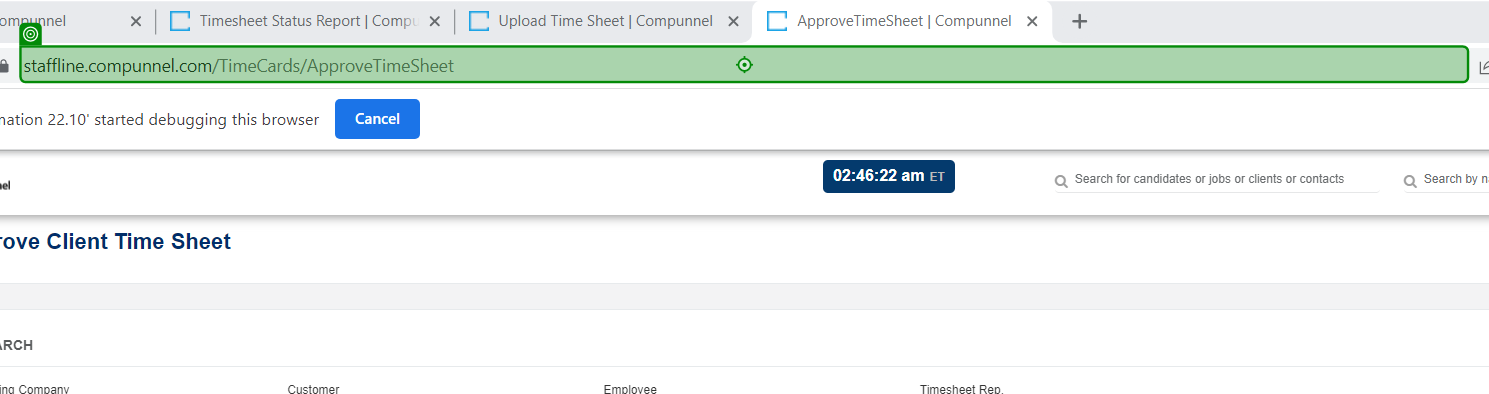 ompunnel
Timesheet Status Report | Compu
Upload Time Sheet | Compunnel
ApproveTimeSheet | Compunnel
staffline.compunnel.com/TimeCards/ApproveTimeSheet
mation 22.10' started debugging this browser
Cancel
nel
02:46:22 am ET
Search for candidates or jobs or clients or contacts
Search by n
rove Client Time Sheet
ARCH
ing Company
Customer
Employee
Timesheet Rep.